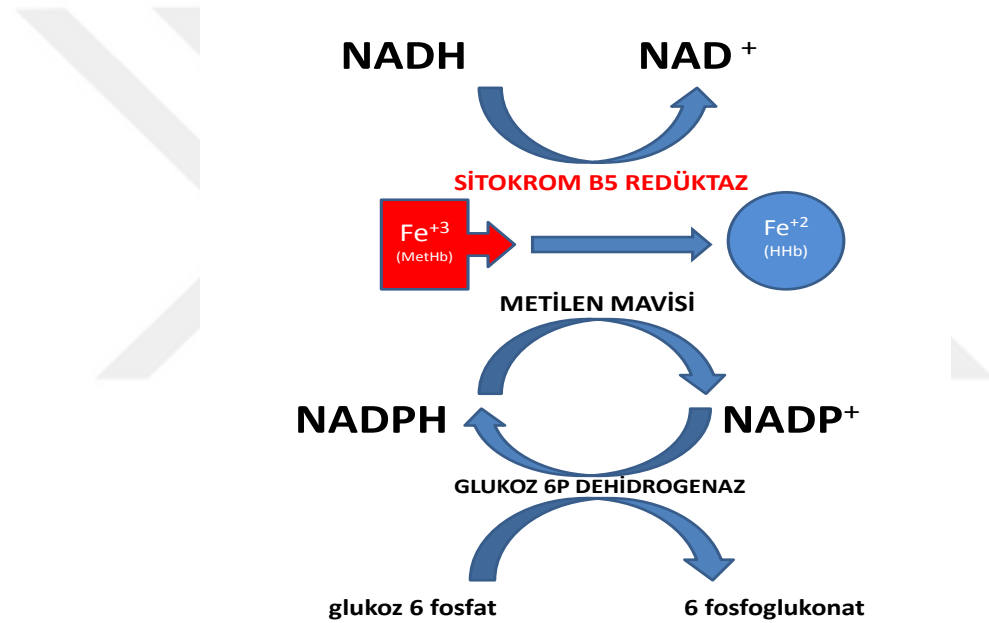 NADH NAD⁺
SİTOKROM B5 REDÜKTAZ
Fe⁺³ Fe⁺²
(MetHb) (HHb)
METİLEN MAVİSİ
NADPH NADP⁺
GLUKOZ 6P DEHİDROGENAZ
glukoz 6 fosfat 6 fosfoglukonat